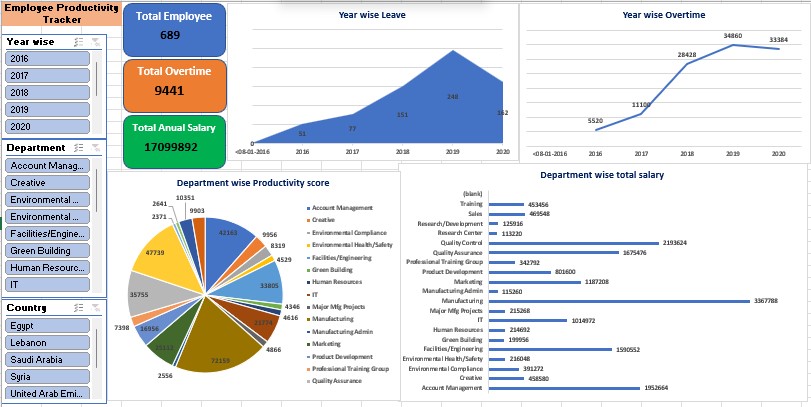 Employee Productivity
Tracker
Year wise
2016
2017
2018
2019
2020
Department
Account Manag...
Creative
Environmental ...
Environmental ...
Facilities/Engine...
Green Building
Human Resourc...
IT
Country
Egypt
Lebanon
Saudi Arabia
Syria
United Arab Emi...
Total Employee
689
Total Overtime
9441
Total Anual Salary
17099892
Year wise Leave
0
51
77
151
248
162
<08-01-2016
2016
2017
2018
2019
2020
Year wise Overtime
5520
11100
28428
34860
33384
<08-01-2016
2016
2017
2018
2019
2020
Department wise Productivity score
10351
9903
2641
2371
9956
8319
4529
47739
33805
35755
4346
4616
7398
16956
4866
72159
2556
Account Management
Creative
Environmental Compliance
Environmental Health/Safety
Facilities/Engineering
Green Building
Human Resources
IT
Major Mfg Projects
Manufacturing
Manufacturing Admin
Marketing
Product Development
Professional Training Group
Quality Assurance
Department wise total salary
(blank)
Training 453456
Sales 469548
Research/Development 125916
Research Center 113220
Quality Control 2193624
Quality Assurance 1675476
Professional Training Group 342792
Product Development 801600
Marketing 1187208
Manufacturing Admin 115260
Manufacturing 3367788
Major Mfg Projects 215268
IT 1014972
Human Resources 214692
Green Building 199956
Facilities/Engineering 1590552
Environmental Health/Safety 216048
Environmental Compliance 391272
Creative 458580
Account Management 1952664